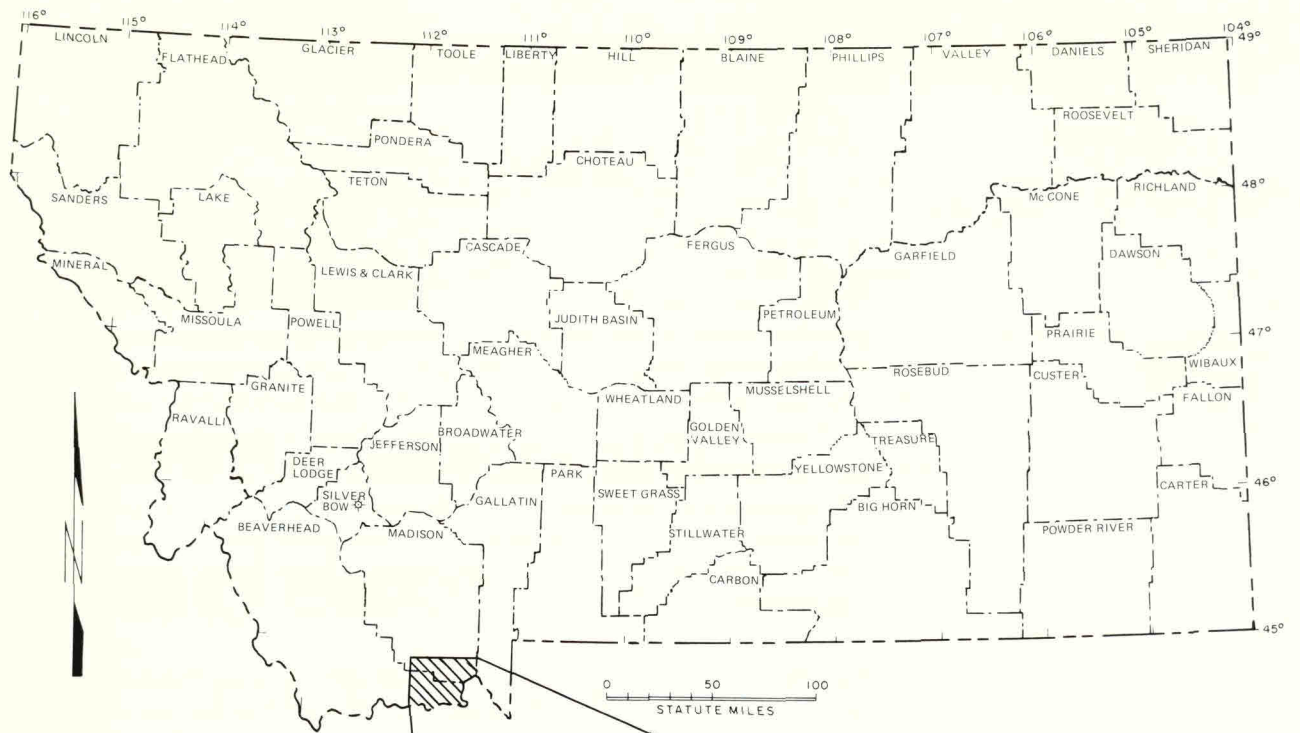 116° 115° 114° 113° 112° 111° 110° 109° 108° 107° 106° 105° 104°
49°
LINCOLN
FLATHEAD
GLACIER
TOOLE
LIBERTY
HILL
BLAINE
PHILLIPS
VALLEY
DANIELS
SHERIDAN
ROOSEVELT
PONDERA
CHOTEAU
TETON
48°
SANDERS
LAKE
McCONE
RICHLAND
CASCADE
FERGUS
GARFIELD
DAWSON
MINERAL
LEWIS & CLARK
MISSOULA
POWELL
JUDITH BASIN
PETROLEUM
PRAIRIE
47°
MEAGHER
WIBAUX
GRANITE
ROSEBUD
CUSTER
WHEATLAND
MUSSELSHELL
FALLON
RAVALLI
JEFFERSON
BROADWATER
GOLDEN
VALLEY
TREASURE
DEER
LODGE
PARK
YELLOWSTONE
46°
SILVER
BOW
GALLATIN
SWEET GRASS
CARTER
BEAVERHEAD
MADISON
STILLWATER
BIG HORN
POWDER RIVER
CARBON
45°
N
0 50 100
STATUTE MILES